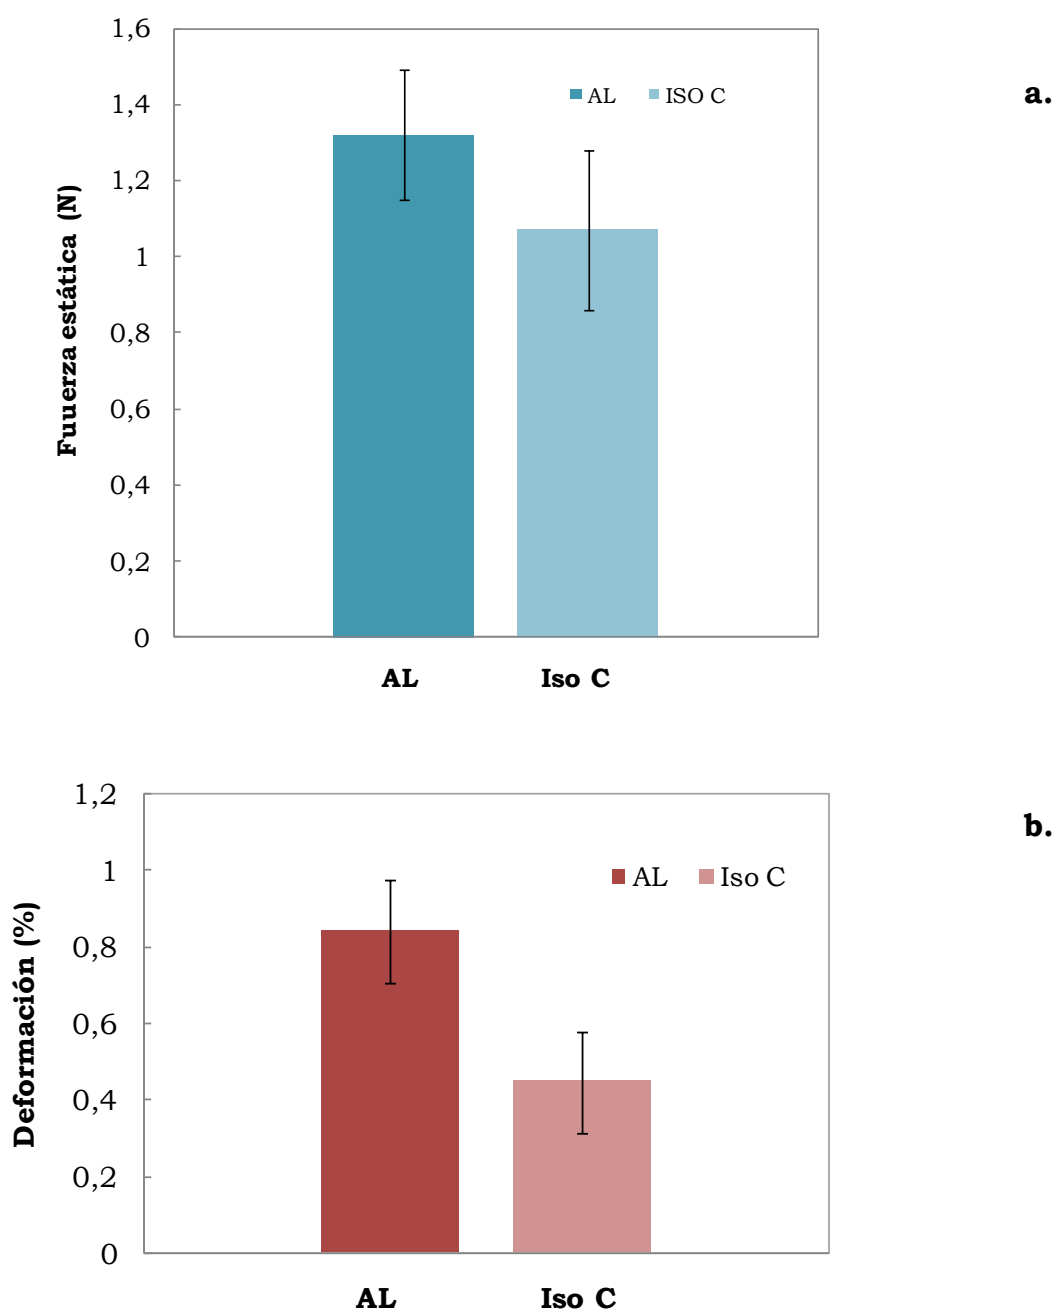 1,6
1,4
1,2
1
0,8
0,6
0,4
0,2
0
Fuuerza estática (N)
AL ISO C
a.
AL Iso C
1,2
1
0,8
0,6
0,4
0,2
0
Deformación (%)
AL Iso C
b.
AL Iso C